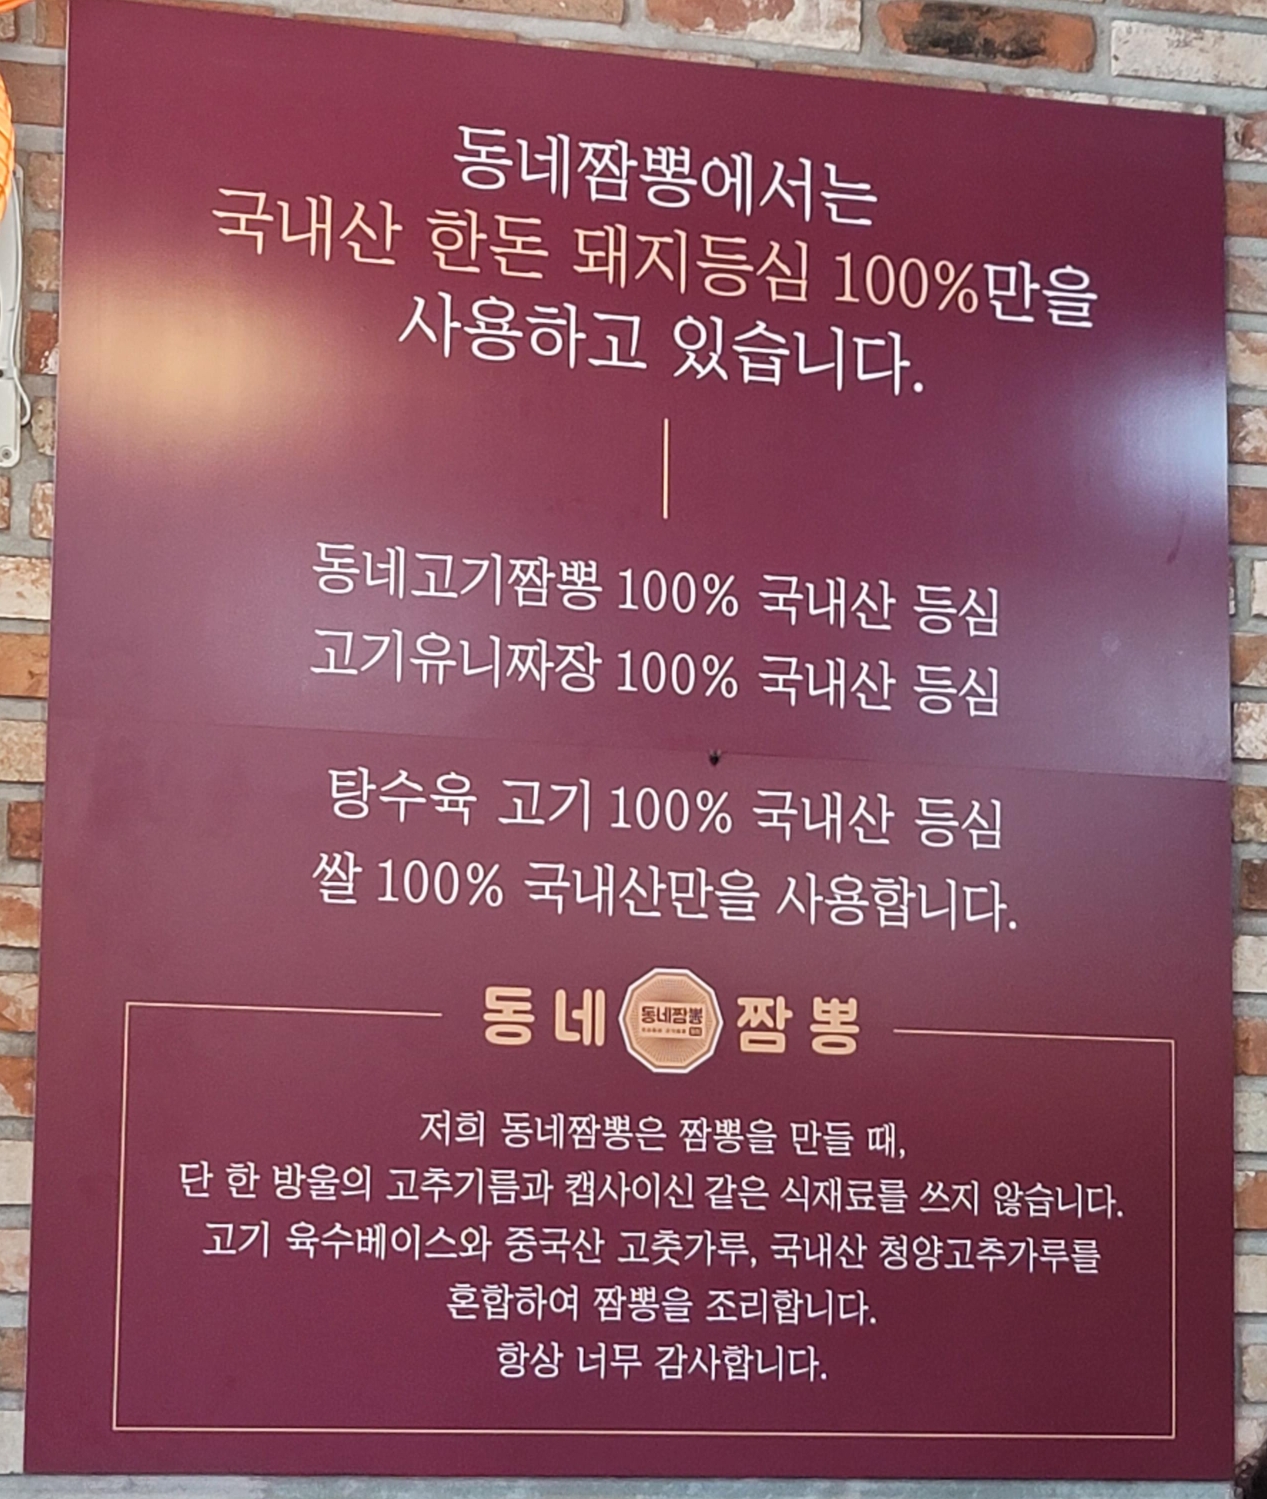 동네짬뽕에서는
국내산 한돈 돼지등심 100%만을
사용하고 있습니다.
동네고기짬뽕 100% 국내산 등심
고기유니짜장 100% 국내산 등심
탕수육 고기 100% 국내산 등심
쌀 100% 국내산만을 사용합니다.
동네 동네짬뽕 짬뽕
저희 동네짬뽕은 짬뽕을 만들 때,
단 한 방울의 고추기름과 캡사이신 같은 식재료를 쓰지 않습니다.
고기 육수베이스와 중국산 고춧가루, 국내산 청양고추가루를
혼합하여 짬뽕을 조리합니다.
항상 너무 감사합니다.